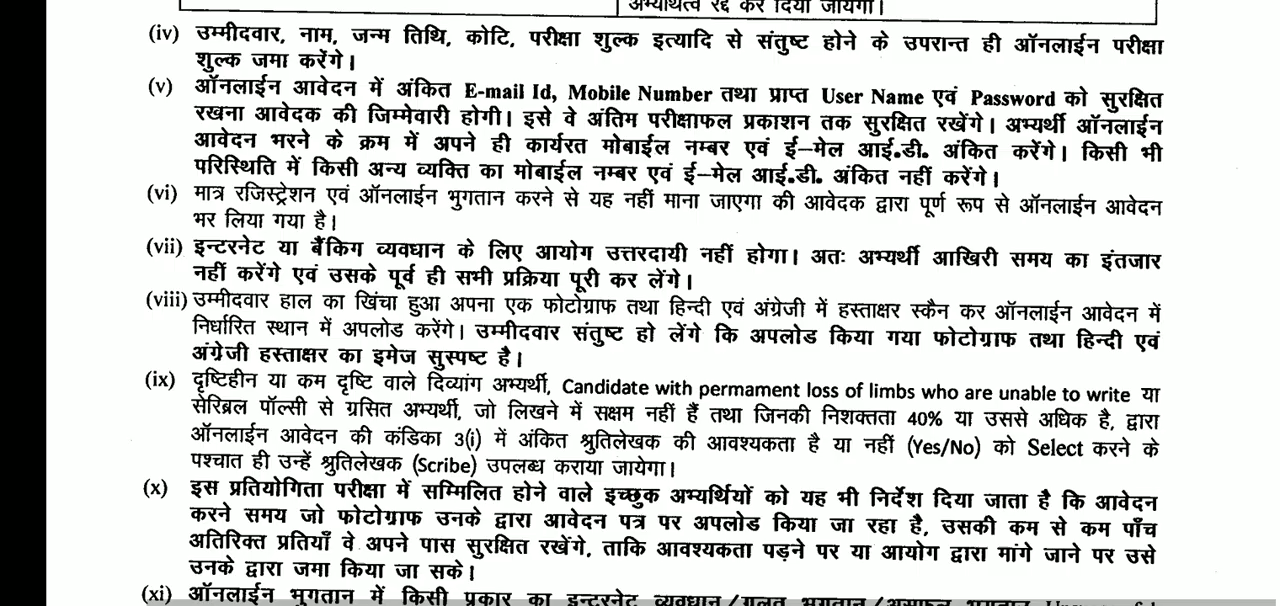 अभ्यर्थित्व रद्द कर दिया जायेगा।
(iv) उम्मीदवार, नाम, जन्म तिथि, कोटि, परीक्षा शुल्क इत्यादि से संतुष्ट होने के उपरान्त ही ऑनलाईन परीक्षा
शुल्क जमा करेंगे।
(v) ऑनलाईन आवेदन में अंकित E-mail Id, Mobile Number तथा प्राप्त User Name एवं Password को सुरक्षित
रखना आवेदक की जिम्मेवारी होगी। इसे वे अंतिम परीक्षाफल प्रकाशन तक सुरक्षित रखेंगे। अभ्यर्थी ऑनलाईन
आवेदन भरने के क्रम में अपने ही कार्यरत मोबाईल नम्बर एवं ई–मेल आई.डी. अंकित करेंगे। किसी भी
परिस्थिति में किसी अन्य व्यक्ति का मोबाईल नम्बर एवं ई–मेल आई.डी. अंकित नहीं करेंगे।
(vi) मात्र रजिस्ट्रेशन एवं ऑनलाईन भुगतान करने से यह नहीं माना जाएगा की आवेदक द्वारा पूर्ण रूप से ऑनलाईन आवेदन
भर लिया गया है।
(vii) इन्टरनेट या बैंकिग व्यवधान के लिए आयोग उत्तरदायी नहीं होगा। अतः अभ्यर्थी आखिरी समय का इंतजार
नहीं करेंगे एवं उसके पूर्व ही सभी प्रक्रिया पूरी कर लेंगे।
(viii) उम्मीदवार हाल का खिंचा हुआ अपना एक फोटोग्राफ तथा हिन्दी एवं अंग्रेजी में हस्ताक्षर स्कैन कर ऑनलाईन आवेदन में
निर्धारित स्थान में अपलोड करेंगे। उम्मीदवार संतुष्ट हो लेंगे कि अपलोड किया गया फोटोग्राफ तथा हिन्दी एवं
अंग्रेजी हस्ताक्षर का इमेज सुस्पष्ट है।
(ix) दृष्टिहीन या कम दृष्टि वाले दिव्यांग अभ्यर्थी, Candidate with permament loss of limbs who are unable to write या
सेरिब्रल पॉल्सी से ग्रसित अभ्यर्थी, जो लिखने में सक्षम नहीं हैं तथा जिनकी निशक्तता 40% या उससे अधिक है, द्वारा
ऑनलाईन आवेदन की कंडिका 3(i) में अंकित श्रुतिलेखक की आवश्यकता है या नहीं (Yes/No) को Select करने के
पश्चात ही उन्हें श्रुतिलेखक (Scribe) उपलब्ध कराया जायेगा।
(x) इस प्रतियोगिता परीक्षा में सम्मिलित होने वाले इच्छुक अभ्यर्थियों को यह भी निर्देश दिया जाता है कि आवेदन
करने समय जो फोटोग्राफ उनके द्वारा आवेदन पत्र पर अपलोड किया जा रहा है, उसकी कम से कम पाँच
अतिरिक्त प्रतियाँ वे अपने पास सुरक्षित रखेंगे, ताकि आवश्यकता पड़ने पर या आयोग द्वारा मांगे जाने पर उसे
उनके द्वारा जमा किया जा सके।
(xi) ऑनलाईन भुगतान में किसी प्रकार का इन्टरनेट व्यवधान/गलत भुगतान/असफल भुगतान